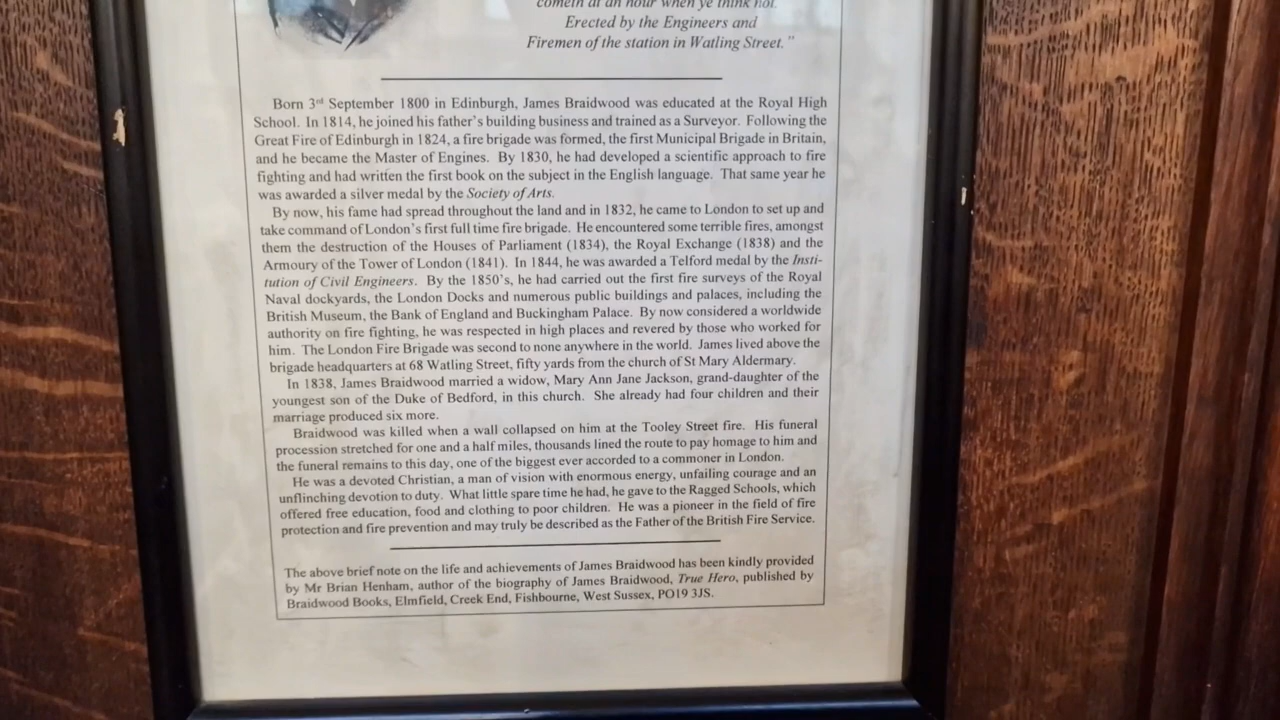 cometh at an hour when ye think not.
Erected by the Engineers and
Firemen of the station in Watling Street. "
Born 3rd September 1800 in Edinburgh, James Braidwood was educated at the Royal High
School. In 1814, he joined his father's building business and trained as a Surveyor. Following the
Great Fire of Edinburgh in 1824, a fire brigade was formed, the first Municipal Brigade in Britain,
and he became the Master of Engines. By 1830, he had developed a scientific approach to fire
fighting and had written the first book on the subject in the English language. That same year he
was awarded a silver medal by the Society of Arts.
By now, his fame had spread throughout the land and in 1832, he came to London to set up and
take command of London's first full time fire brigade. He encountered some terrible fires, amongst
them the destruction of the Houses of Parliament (1834), the Royal Exchange (1838) and the
Armoury of the Tower of London (1841). In 1844, he was awarded a Telford medal by the Insti-
tution of Civil Engineers. By the 1850's, he had carried out the first fire surveys of the Royal
Naval dockyards, the London Docks and numerous public buildings and palaces, including the
British Museum, the Bank of England and Buckingham Palace. By now considered a worldwide
authority on fire fighting, he was respected in high places and revered by those who worked for
him. The London Fire Brigade was second to none anywhere in the world. James lived above the
brigade headquarters at 68 Watling Street, fifty yards from the church of St Mary Aldermary.
In 1838, James Braidwood married a widow, Mary Ann Jane Jackson, grand-daughter of the
youngest son of the Duke of Bedford, in this church. She already had four children and their
marriage produced six more.
Braidwood was killed when a wall collapsed on him at the Tooley Street fire. His funeral
procession stretched for one and a half miles, thousands lined the route to pay homage to him and
the funeral remains to this day, one of the biggest ever accorded to a commoner in London.
He was a devoted Christian, a man of vision with enormous energy, unfailing courage and an
unflinching devotion to duty. What little spare time he had, he gave to the Ragged Schools, which
offered free education, food and clothing to poor children. He was a pioneer in the field of fire
protection and fire prevention and may truly be described as the Father of the British Fire Service.
The above brief note on the life and achievements of James Braidwood has been kindly provided
by Mr Brian Henham, author of the biography of James Braidwood, True Hero, published by
Braidwood Books, Elmfield, Creek End, Fishbourne, West Sussex, PO19 3JS.